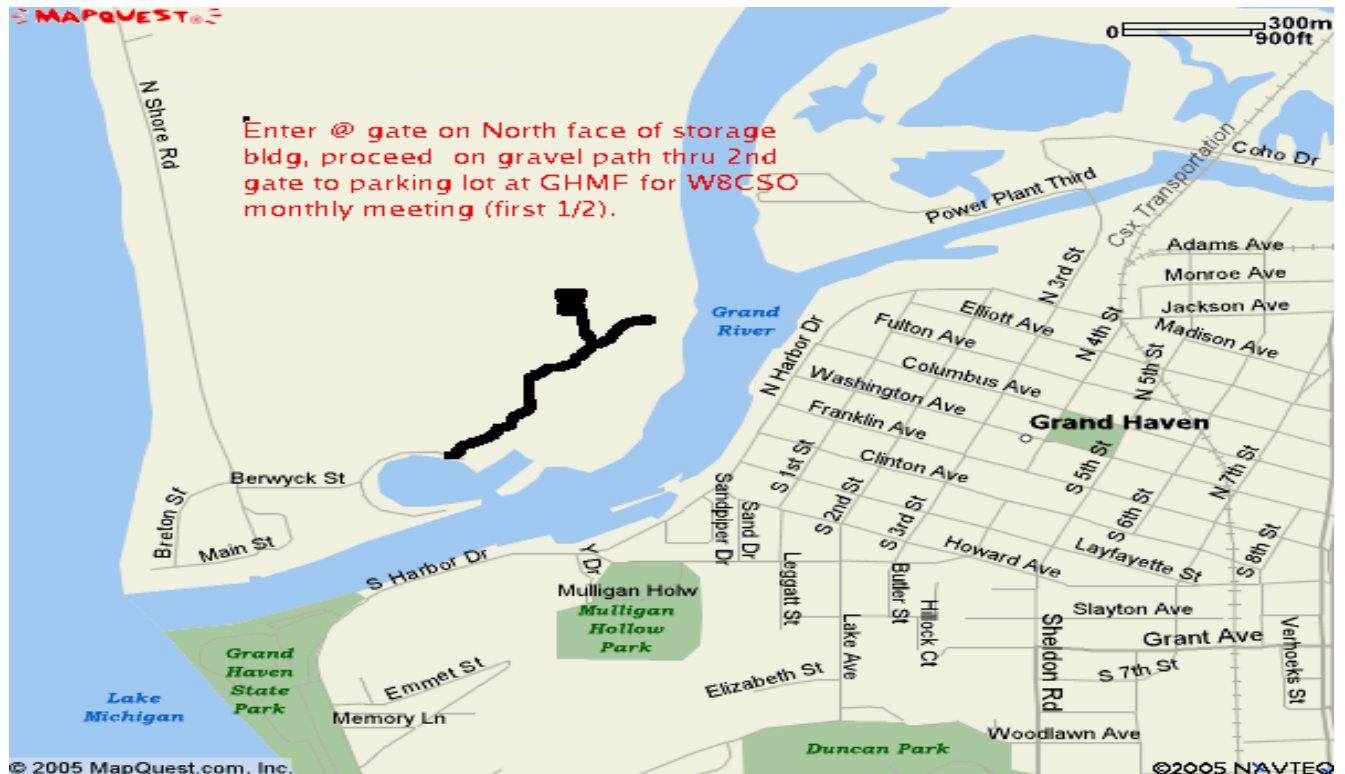 MAPQUEST®
0 300m
900ft
N Shore Rd
Enter @ gate on North face of storage
bldg, proceed on gravel path thru 2nd
gate to parking lot at GHMF for W8CSO
monthly meeting (first 1/2).
Coho Dr
Power Plant Third
Csx Transportation
Adams Ave
Monroe Ave
Jackson Ave
Madison Ave
N 3rd St
Elliott Ave
N 4th St
N 5th St
Grand
River
N Harbor Dr
Fulton Ave
Columbus Ave
Washington Ave
Franklin Ave
Grand Haven
Clinton Ave
S 1st St
S 2nd St
S 3rd St
S 5th St
S 6th St
N 7th St
S 8th St
Berwyck St
Breton St
Main St
S Harbor Dr
Sandpiper Dr
Sand Dr
Y Dr
Leggatt St
Howard Ave
Layfayette St
Mulligan Holw
Mulligan
Hollow
Park
Butler St
Hillock Ct
Lake Ave
Slayton Ave
Grant Ave
Sheldon Rd
Verhoeks St
S 7th St
Grand
Haven
State
Park
Emmet St
Elizabeth St
Lake
Michigan
Memory Ln
Woodlawn Ave
Duncan Park
© 2005 MapQuest.com, Inc.
©2005 NAVTEQ